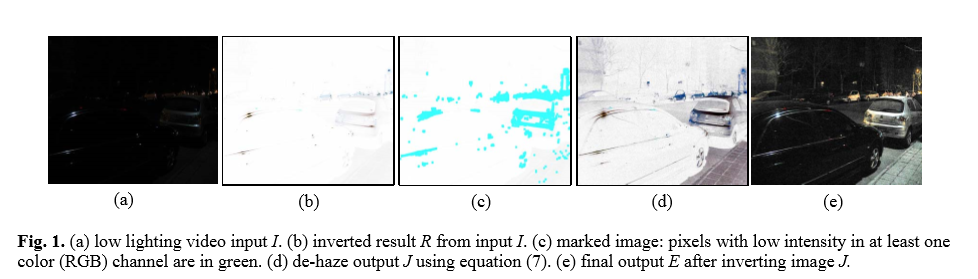 (a) (b) (c) (d) (e)
Fig. 1. (a) low lighting video input I. (b) inverted result R from input I. (c) marked image: pixels with low intensity in at least one
color (RGB) channel are in green. (d) de-haze output J using equation (7). (e) final output E after inverting image J.